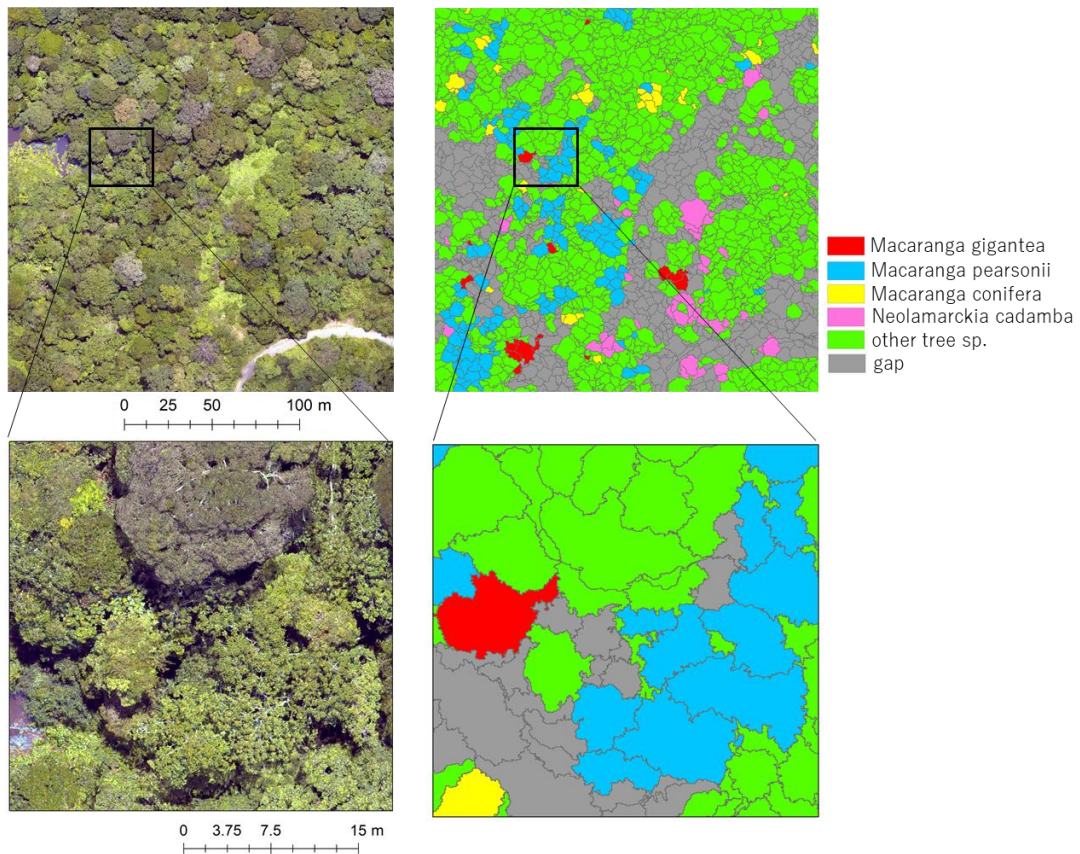 Macaranga gigantea
Macaranga pearsonii
Macaranga conifera
Neolamarckia cadamba
other tree sp.
gap
0 25 50 100 m
0 3.75 7.5 15 m